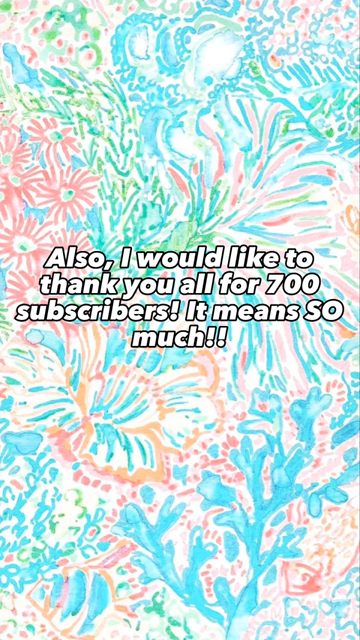 Also, I would like to
thank you all for 700
subscribers! It means SO
much!!